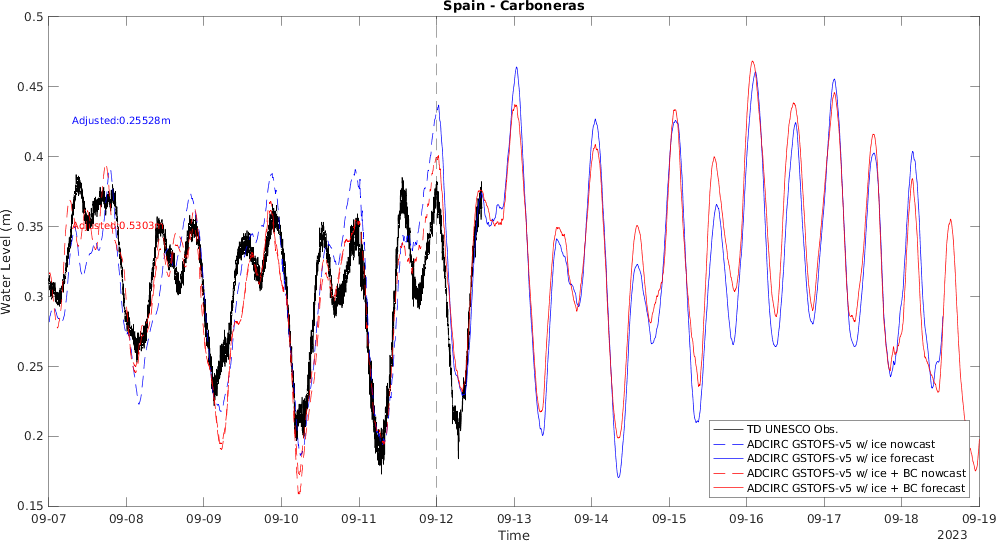 Spain - Carboneras
0.5
0.45
0.4
0.35
0.3
0.25
0.2
0.15
Water Level (m)
Adjusted:0.25528m
TD UNESCO Obs.
ADCIRC GSTOFS-v5 w/ ice nowcast
ADCIRC GSTOFS-v5 w/ ice forecast
ADCIRC GSTOFS-v5 w/ ice + BC nowcast
ADCIRC GSTOFS-v5 w/ ice + BC forecast
09-07 09-08 09-09 09-10 09-11 09-12 09-13 09-14 09-15 09-16 09-17 09-18 09-19
Time
2023